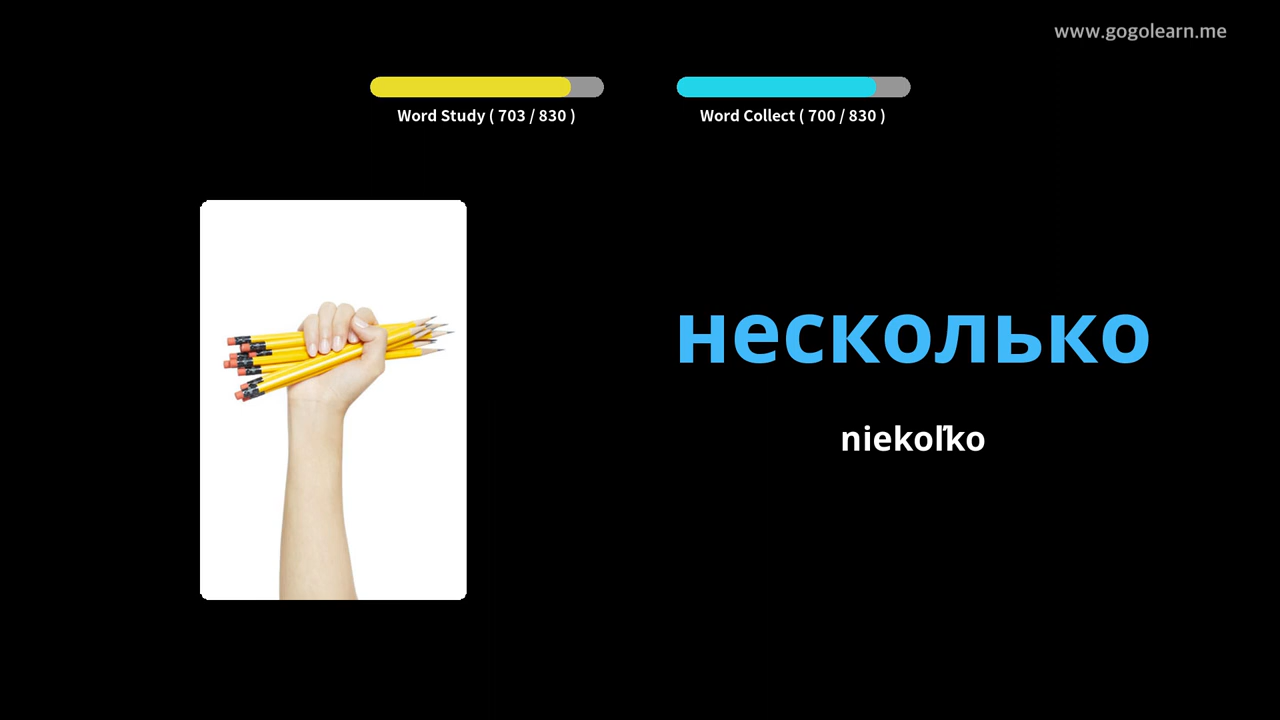 www.gogolearn.me
Word Study ( 703 / 830 )
Word Collect ( 700 / 830 )
несколько
niekoľko